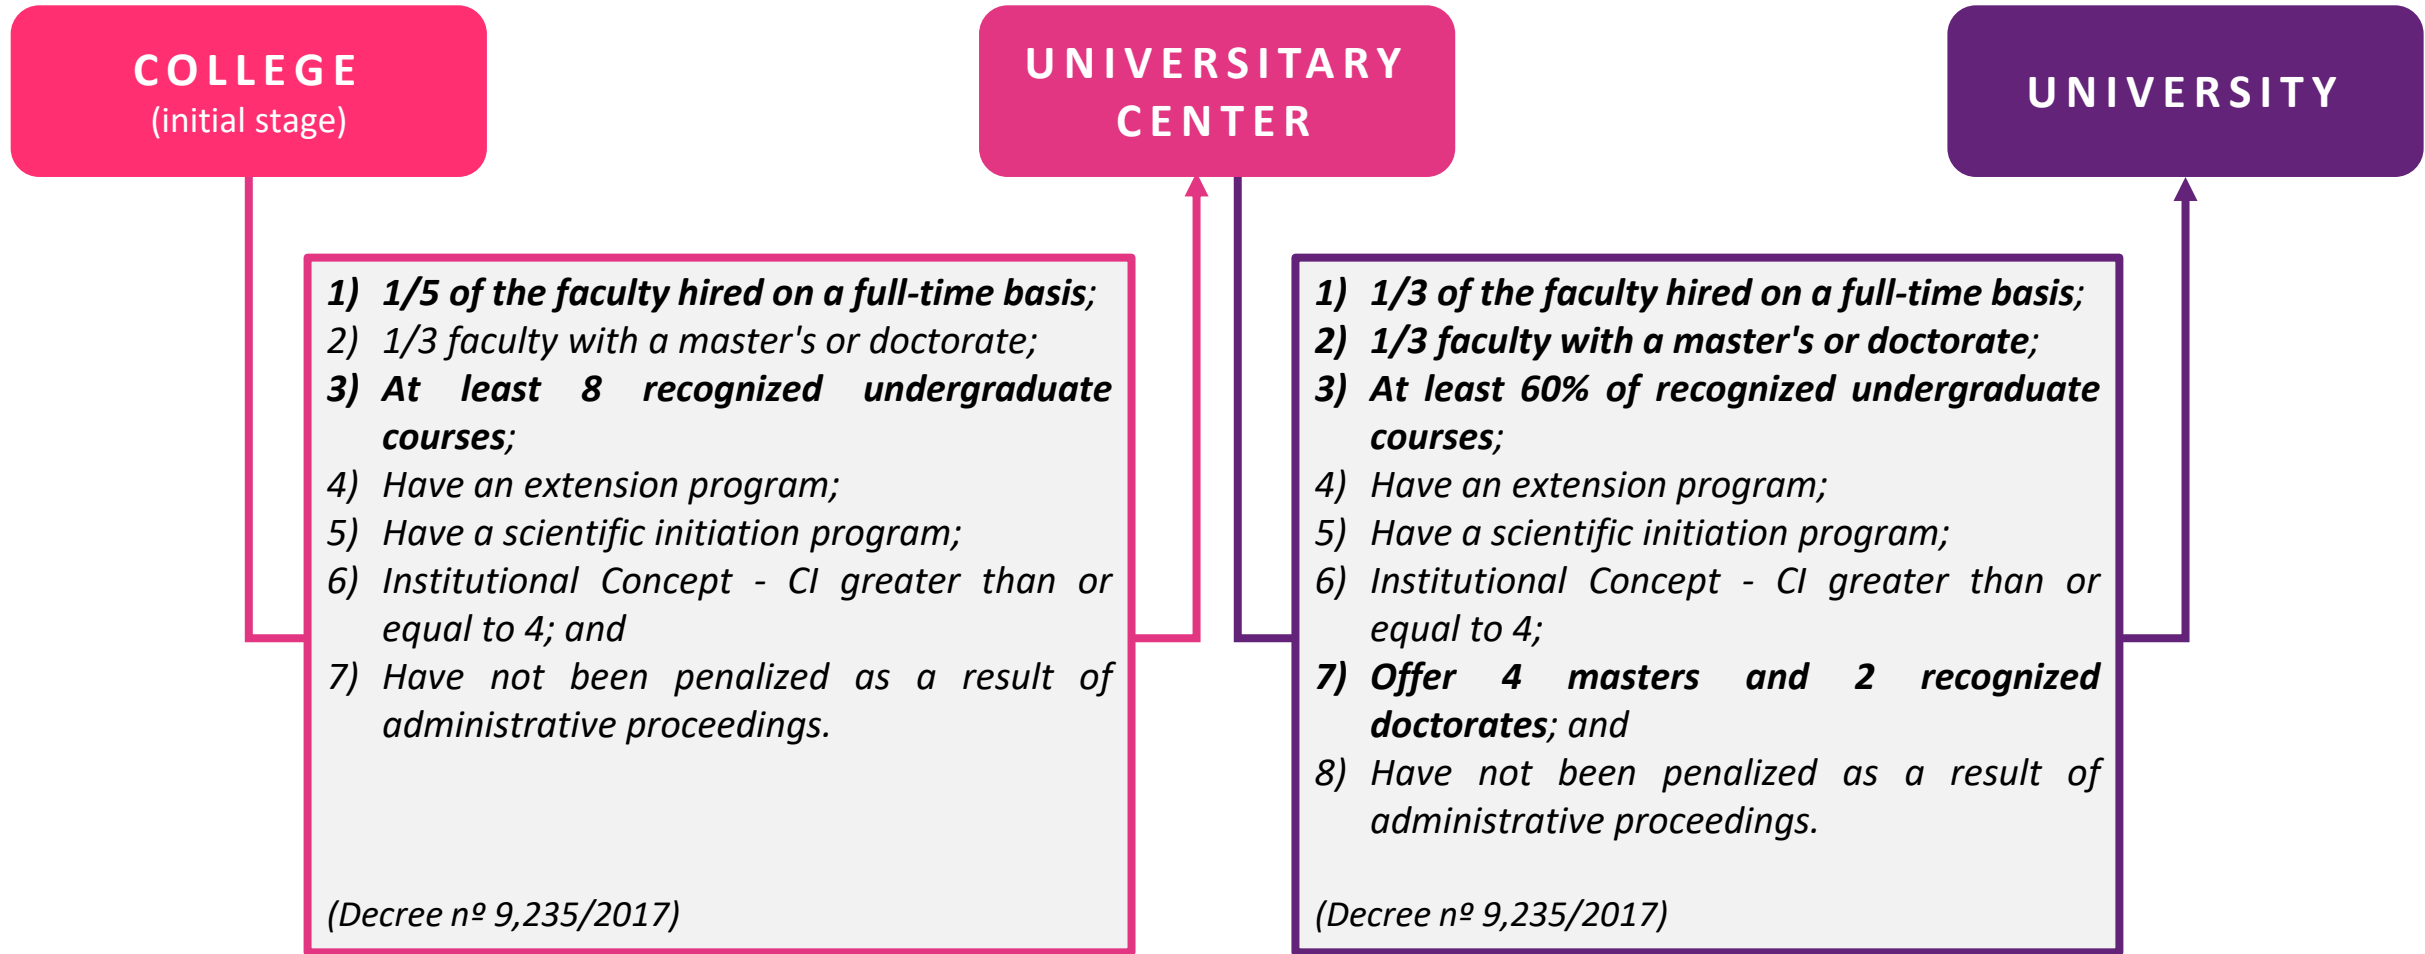 COLLEGE
(initial stage)
UNIVERSITARY
CENTER
UNIVERSITY
1) 1/5 of the faculty hired on a full-time basis;
2) 1/3 faculty with a master's or doctorate;
3) At least 8 recognized undergraduate
courses;
4) Have an extension program;
5) Have a scientific initiation program;
6) Institutional Concept - CI greater than or
equal to 4; and
7) Have not been penalized as a result of
administrative proceedings.
(Decree nº 9,235/2017)
1) 1/3 of the faculty hired on a full-time basis;
2) 1/3 faculty with a master's or doctorate;
3) At least 60% of recognized undergraduate
courses;
4) Have an extension program;
5) Have a scientific initiation program;
6) Institutional Concept - CI greater than or
equal to 4;
7) Offer 4 masters and 2 recognized
doctorates; and
8) Have not been penalized as a result of
administrative proceedings.
(Decree nº 9,235/2017)